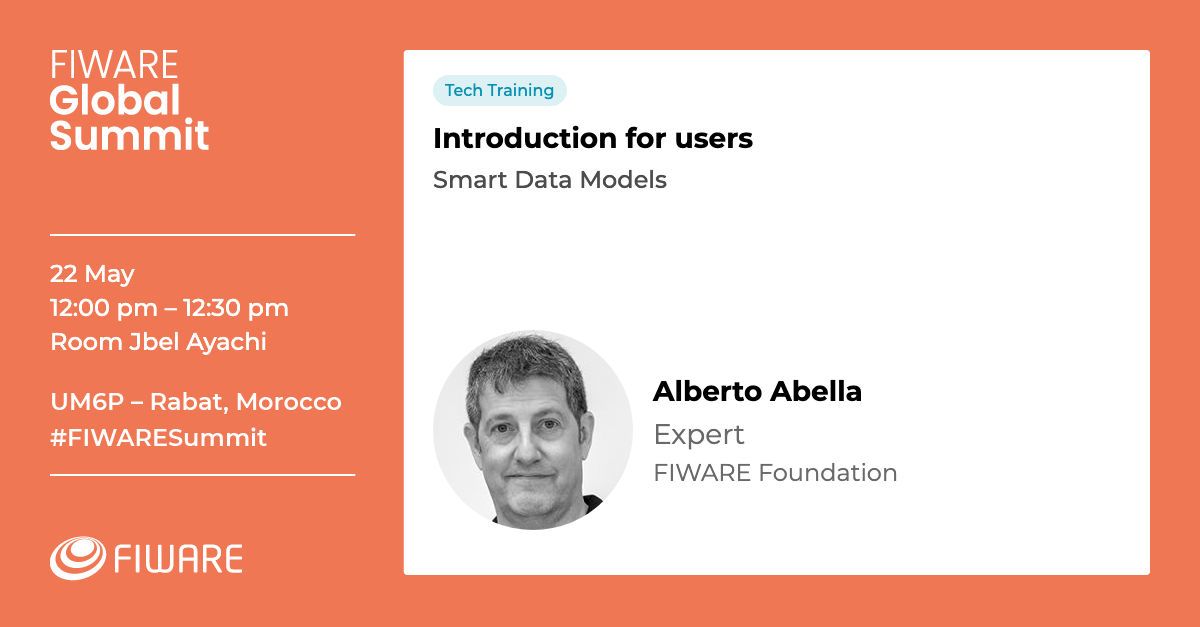 FIWARE
Global
Summit
22 May
12:00 pm – 12:30 pm
Room Jbel Ayachi
UM6P – Rabat, Morocco
#FIWARESummit
FIWARE
Tech Training
Introduction for users
Smart Data Models
Alberto Abella
Expert
FIWARE Foundation